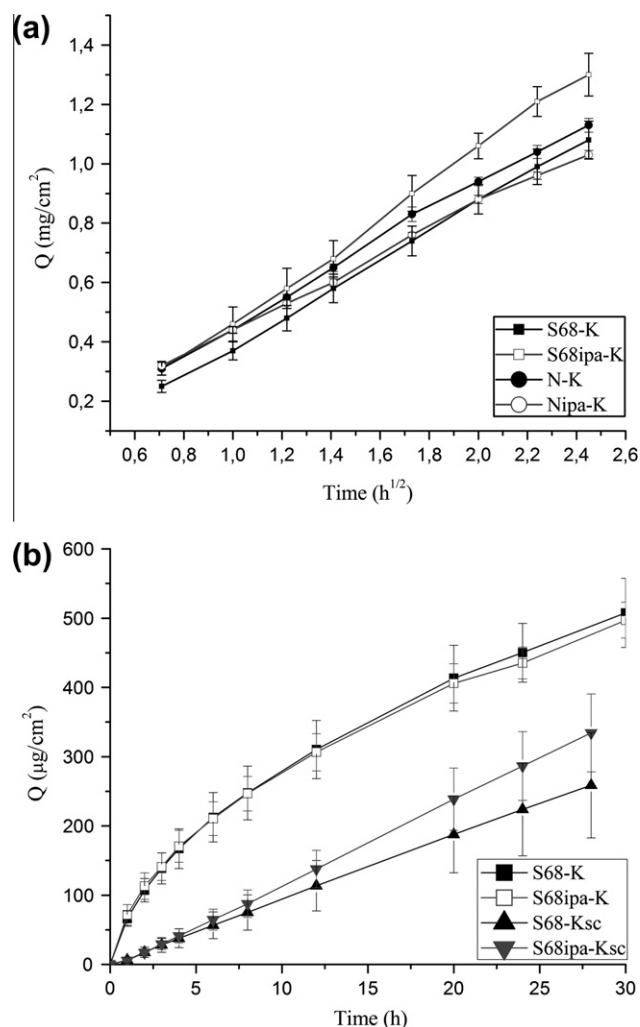 (a)
1,4
1,2
1,0
0,8
0,6
0,4
0,2
Q (mg/cm²)
S68-K
S68ipa-K
N-K
Nipa-K
0,6 0,8 1,0 1,2 1,4 1,6 1,8 2,0 2,2 2,4 2,6
Time (h^1/2)
(b)
600
500
400
300
200
100
0
Q (μg/cm²)
S68-K
S68ipa-K
S68-Ksc
S68ipa-Ksc
0 5 10 15 20 25 30
Time (h)